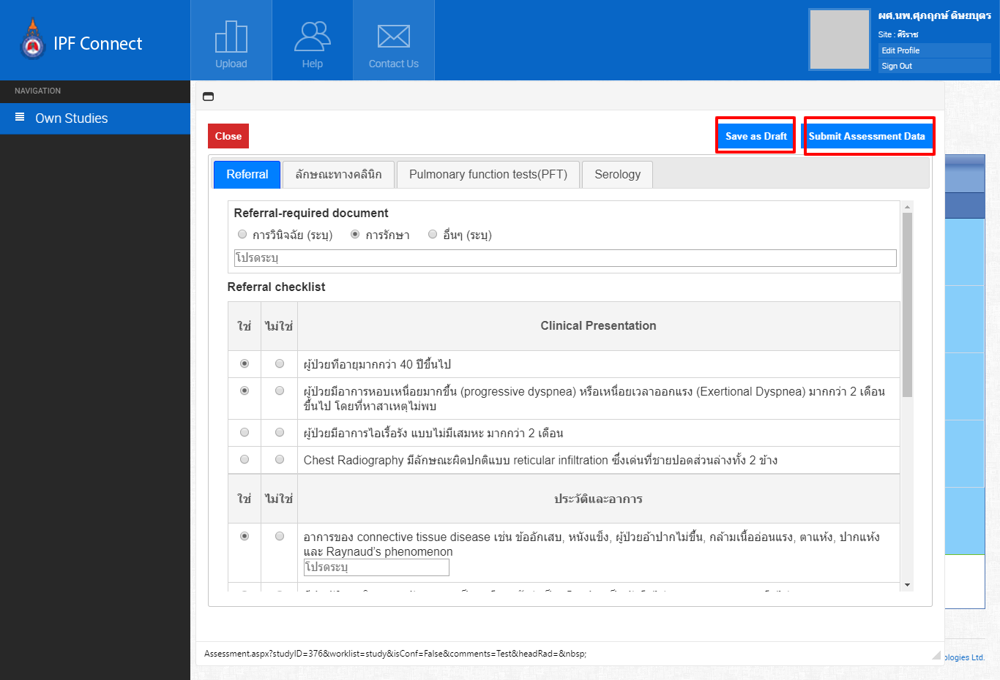 IPF Connect
Upload
Help
Contact Us
ผศ.นพ.ศุภฤกษ์ ดิษยบุตร
Site : ศิริราช
Edit Profile
Sign Out
NAVIGATION
Own Studies
Close
Save as Draft
Submit Assessment Data
Referral
ลักษณะทางคลินิก
Pulmonary function tests(PFT)
Serology
Referral-required document
การวินิจฉัย (ระบุ)
การรักษา
อื่นๆ (ระบุ)
โปรดระบุ
Referral checklist
ใช่ ไม่ใช่ Clinical Presentation
ผู้ป่วยที่อายุมากกว่า 40 ปีขึ้นไป
ผู้ป่วยมีอาการหอบเหนื่อยมากขึ้น (progressive dyspnea) หรือเหนื่อยเวลาออกแรง (Exertional Dyspnea) มากกว่า 2 เดือน
ขึ้นไป โดยที่หาสาเหตุไม่พบ
ผู้ป่วยมีอาการไอเรื้อรัง แบบไม่มีเสมหะ มากกว่า 2 เดือน
Chest Radiography มีลักษณะผิดปกติแบบ reticular infiltration ซึ่งเด่นที่ชายปอดส่วนล่างทั้ง 2 ข้าง
ใช่ ไม่ใช่ ประวัติและอาการ
อาการของ connective tissue disease เช่น ข้ออักเสบ, หนังแข็ง, ผู้ป่วยอ้าปากไม่ขึ้น, กล้ามเนื้ออ่อนแรง, ตาแห้ง, ปากแห้ง
และ Raynaud's phenomenon
โปรดระบุ
Assessment.aspx?studyID=376&worklist=study&isConf=False&comments=Test&headRad=&nbsp;
ologies Ltd.